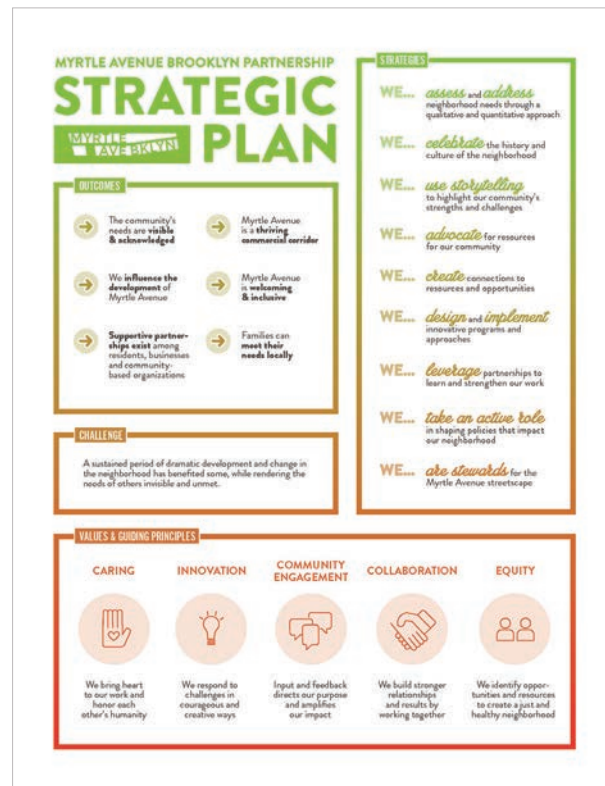 MYRTLE AVENUE BROOKLYN PARTNERSHIP
STRATEGIC
MYRTLE
AVE BKLYN
PLAN
OUTCOMES
The community's
needs are visible
& acknowledged
Myrtle Avenue
is a thriving
commercial corridor
We influence the
development of
Myrtle Avenue
Myrtle Avenue
is welcoming
& inclusive
Supportive partner-
ships exist among
residents, businesses
and community-
based organizations
Families can
meet their
needs locally
CHALLENGE
A sustained period of dramatic development and change in
the neighborhood has benefited some, while rendering the
needs of others invisible and unmet.
STRATEGIES
WE... assess and address
neighborhood needs through a
qualitative and quantitative approach
WE... celebrate the history and
culture of the neighborhood
WE... use storytelling
to highlight our community's
strengths and challenges
WE... advocate for resources
for our community
WE... create connections to
resources and opportunities
WE... design and implement
innovative programs and
approaches
WE... leverage partnerships to
learn and strengthen our work
WE... take an active role
in shaping policies that impact
our neighborhood
WE... are stewards for the
Myrtle Avenue streetscape
VALUES & GUIDING PRINCIPLES
CARING
We bring heart
to our work and
honor each
other's humanity
INNOVATION
We respond to
challenges in
courageous and
creative ways
COMMUNITY
ENGAGEMENT
Input and feedback
directs our purpose
and amplifies
our impact
COLLABORATION
We build stronger
relationships
and results by
working together
EQUITY
We identify oppor-
tunities and resources
to create a just and
healthy neighborhood